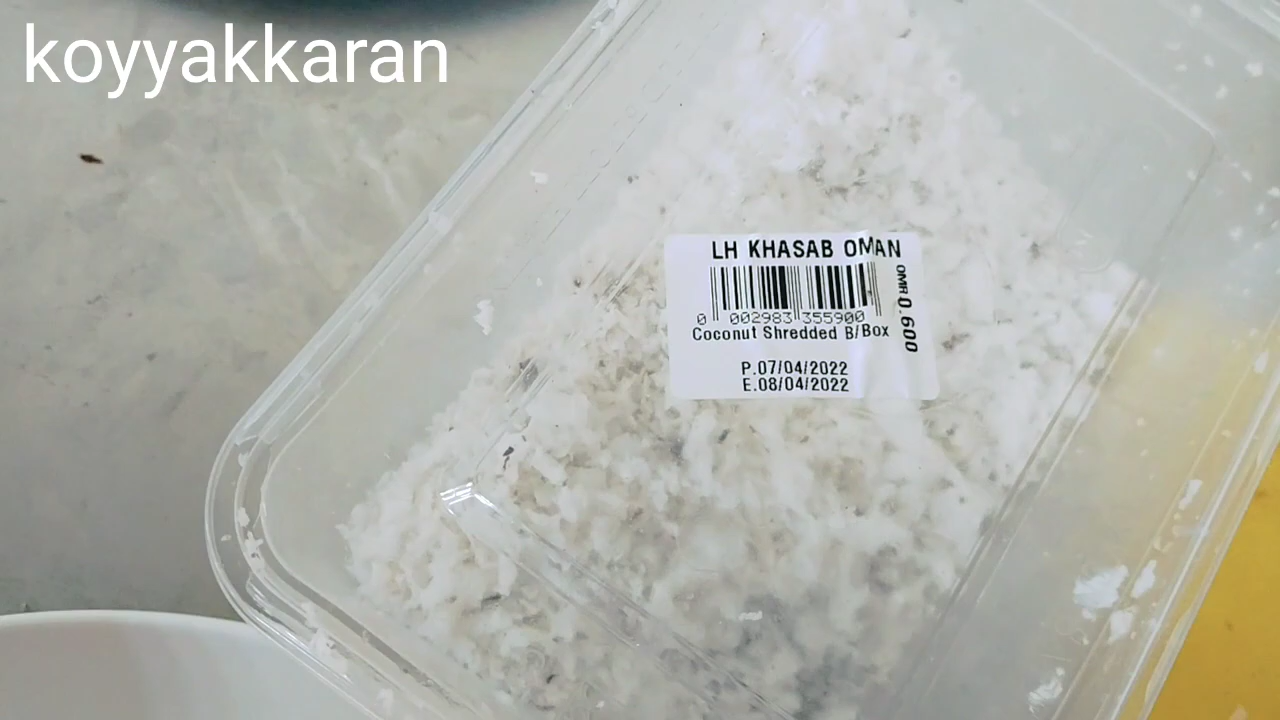 koyyakkaran
LH KHASAB OMAN
0 002983 355900
OMR 0.600
Coconut Shredded B/Box
P.07/04/2022
E.08/04/2022